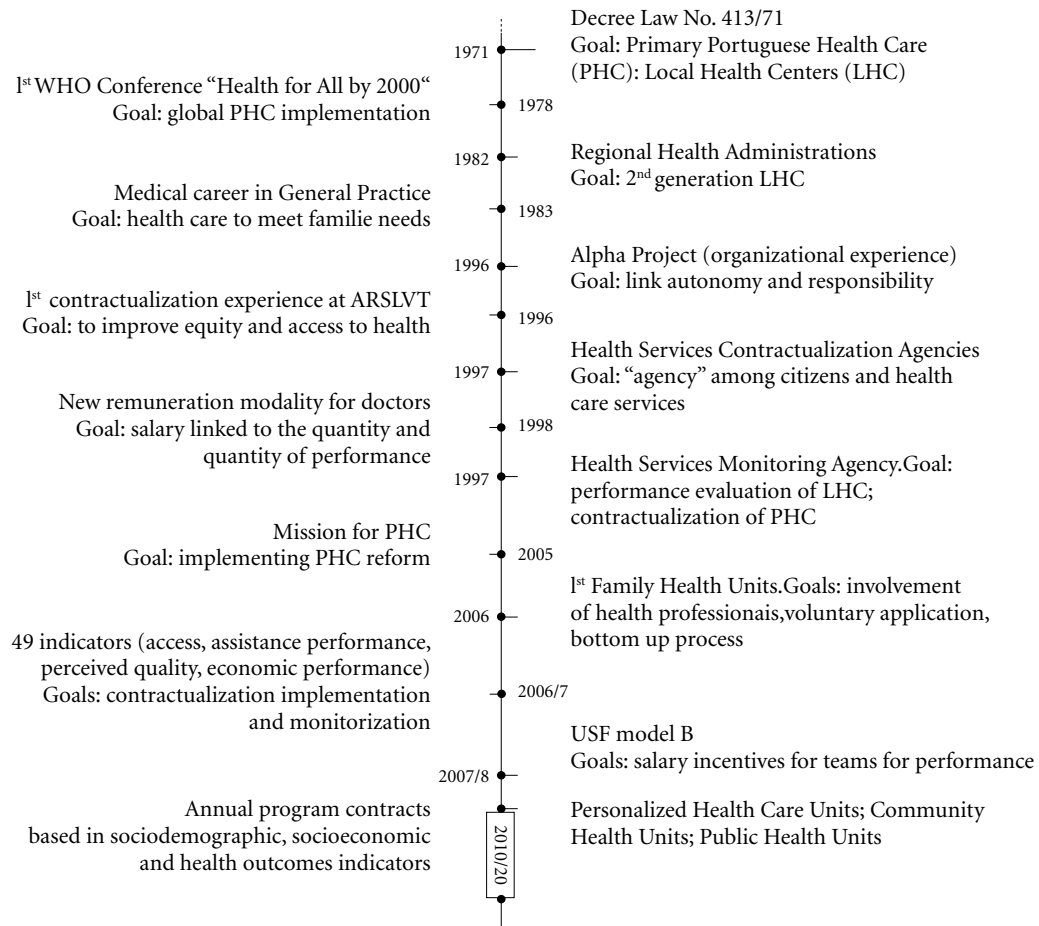 Decree Law No. 413/71
Goal: Primary Portuguese Health Care
(PHC): Local Health Centers (LHC)
1971
1st WHO Conference “Health for All by 2000“
Goal: global PHC implementation
1978
Regional Health Administrations
Goal: 2nd generation LHC
1982
Medical career in General Practice
Goal: health care to meet familie needs
1983
Alpha Project (organizational experience)
Goal: link autonomy and responsibility
1996
1st contractualization experience at ARSLVT
Goal: to improve equity and access to health
1996
Health Services Contractualization Agencies
Goal: “agency” among citizens and health
care services
1997
New remuneration modality for doctors
Goal: salary linked to the quantity and
quantity of performance
1998
Health Services Monitoring Agency.Goal:
performance evaluation of LHC;
contractualization of PHC
1997
Mission for PHC
Goal: implementing PHC reform
2005
1st Family Health Units.Goals: involvement
of health professionais,voluntary application,
bottom up process
2006
49 indicators (access, assistance performance,
perceived quality, economic performance)
Goals: contractualization implementation
and monitorization
2006/7
USF model B
Goals: salary incentives for teams for performance
2007/8
Annual program contracts
based in sociodemographic, socioeconomic
and health outcomes indicators
2010/20
Personalized Health Care Units; Community
Health Units; Public Health Units